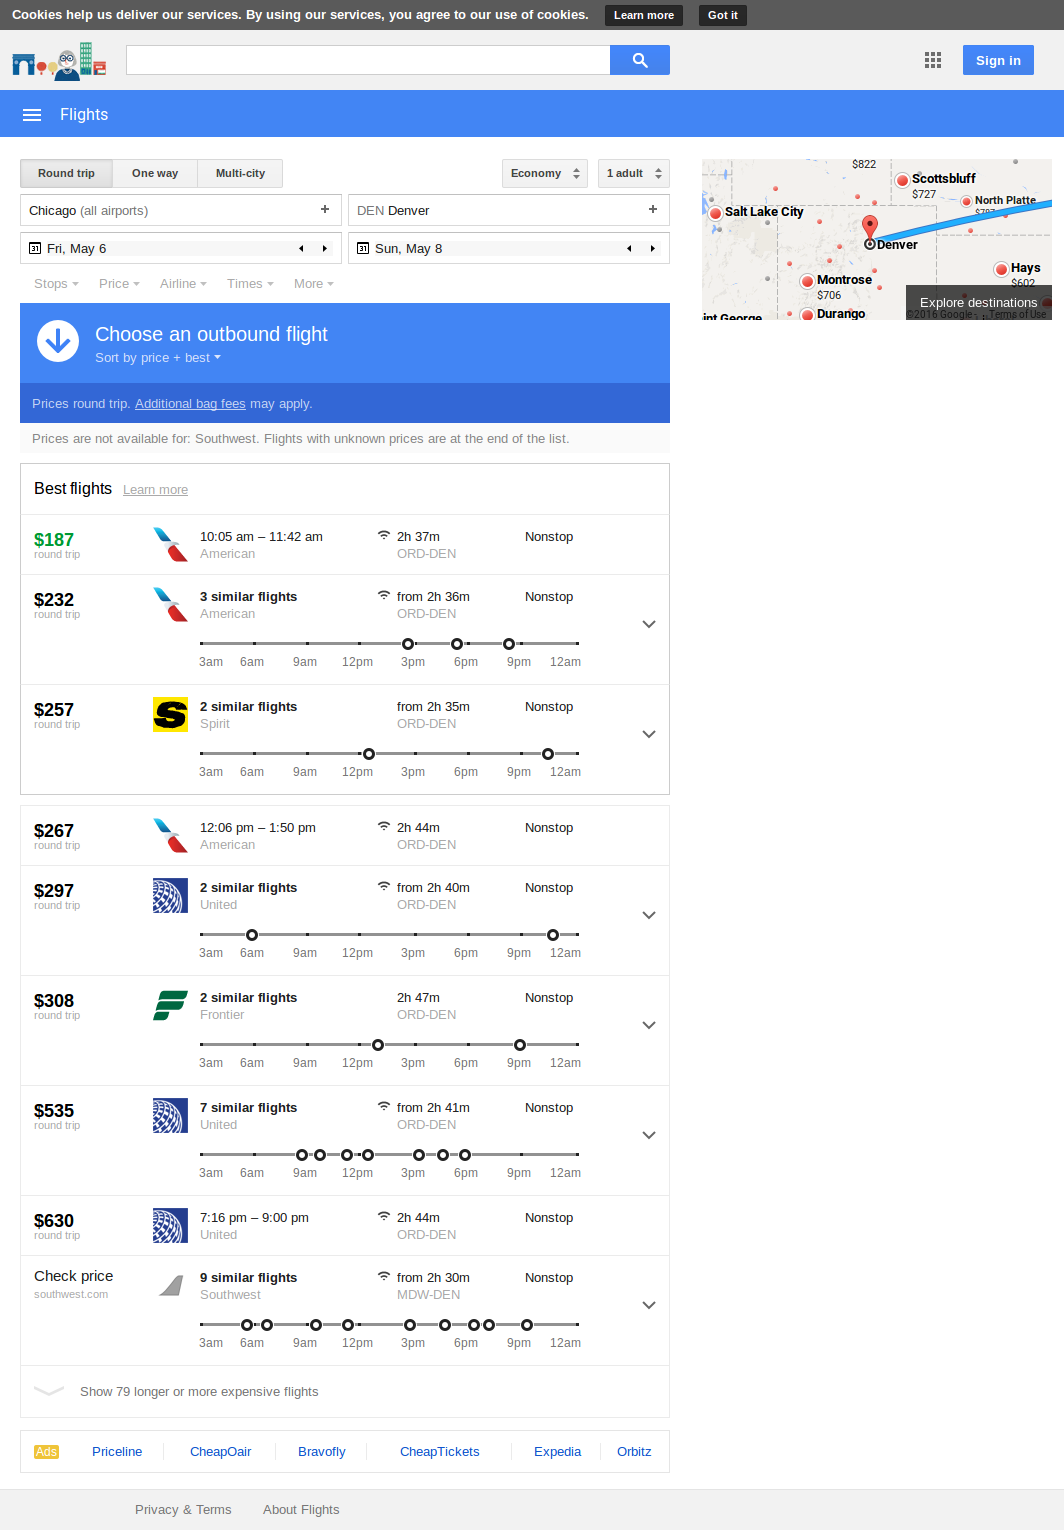 Cookies help us deliver our services. By using our services, you agree to our use of cookies. Learn more Got it
Sign in
Flights
Round trip One way Multi-city Economy 1 adult
Chicago (all airports) DEN Denver
31 Fri, May 6 31 Sun, May 8
Stops Price Airline Times More
Choose an outbound flight
Sort by price + best
Prices round trip. Additional bag fees may apply.
Prices are not available for: Southwest. Flights with unknown prices are at the end of the list.
$822
Scottsbluff
$727
North Platte
Salt Lake City
Denver
Hays
$602
Montrose
$706
Durango
int George
Explore destinations
©2016 Google Terms of Use
Best flights Learn more
$187 10:05 am – 11:42 am 2h 37m Nonstop
round trip American ORD-DEN
$232 3 similar flights from 2h 36m Nonstop
round trip American ORD-DEN
3am 6am 9am 12pm 3pm 6pm 9pm 12am
$257 2 similar flights from 2h 35m Nonstop
round trip Spirit ORD-DEN
3am 6am 9am 12pm 3pm 6pm 9pm 12am
$267 12:06 pm – 1:50 pm 2h 44m Nonstop
round trip American ORD-DEN
$297 2 similar flights from 2h 40m Nonstop
round trip United ORD-DEN
3am 6am 9am 12pm 3pm 6pm 9pm 12am
$308 2 similar flights 2h 47m Nonstop
round trip Frontier ORD-DEN
3am 6am 9am 12pm 3pm 6pm 9pm 12am
$535 7 similar flights from 2h 41m Nonstop
round trip United ORD-DEN
3am 6am 9am 12pm 3pm 6pm 9pm 12am
$630 7:16 pm – 9:00 pm 2h 44m Nonstop
round trip United ORD-DEN
Check price 9 similar flights from 2h 30m Nonstop
southwest.com Southwest MDW-DEN
3am 6am 9am 12pm 3pm 6pm 9pm 12am
Show 79 longer or more expensive flights
Ads Priceline CheapOair Bravofly CheapTickets Expedia Orbitz
Privacy & Terms About Flights